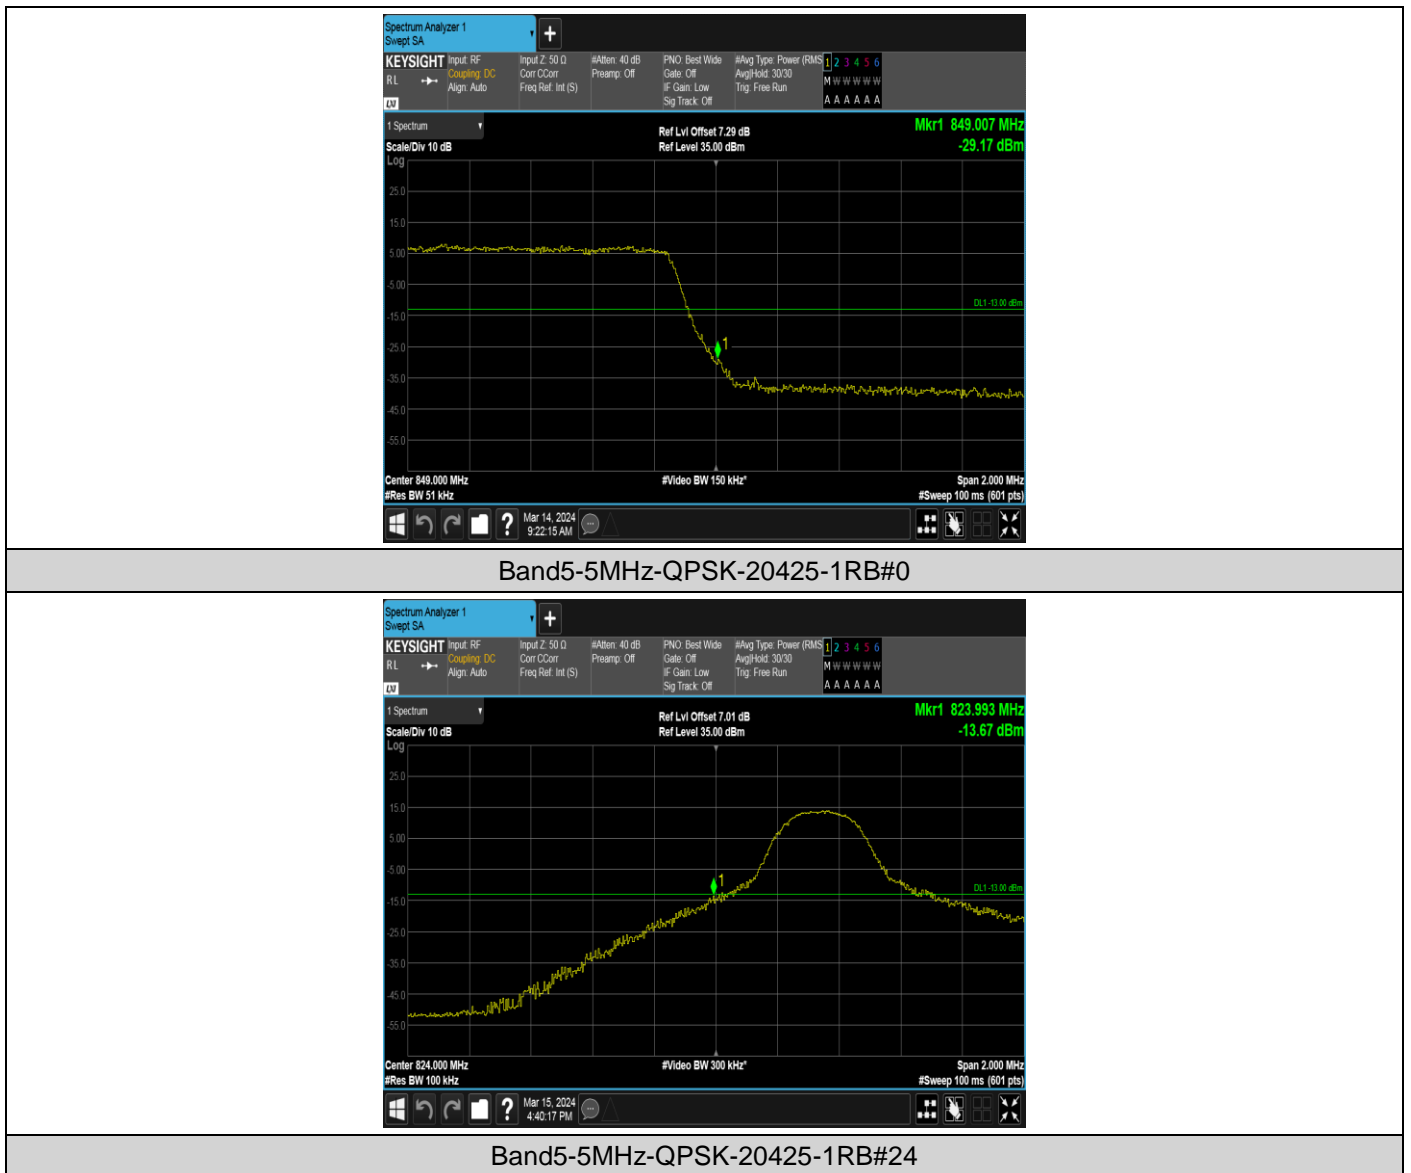 Spectrum Analyzer 1
Swept SA
+
KEYSIGHT Input: RF Input Z: 50 Ω #Atten: 40 dB PNO: Best Wide #Avg Type: Power (RMS 1 2 3 4 5 6
RL Coupling: DC Corr CCorr Preamp: Off Gate: Off Avg|Hold: 30/30 M W W W W W
Align: Auto Freq Ref: Int (S) IF Gain: Low Trig: Free Run
LXI Sig Track: Off A A A A A A
1 Spectrum Ref Lvl Offset 7.29 dB Mkr1 849.007 MHz
Scale/Div 10 dB Ref Level 35.00 dBm -29.17 dBm
Log
25.0
15.0
5.00
-5.00
DL1 -13.00 dBm
-15.0
1
-25.0
-35.0
-45.0
-55.0
Center 849.000 MHz #Video BW 150 kHz* Span 2.000 MHz
#Res BW 51 kHz #Sweep 100 ms (601 pts)
? Mar 14, 2024
9:22:15 AM
Band5-5MHz-QPSK-20425-1RB#0
Spectrum Analyzer 1
Swept SA
+
KEYSIGHT Input: RF Input Z: 50 Ω #Atten: 40 dB PNO: Best Wide #Avg Type: Power (RMS 1 2 3 4 5 6
RL Coupling: DC Corr CCorr Preamp: Off Gate: Off Avg|Hold: 30/30 M W W W W W
Align: Auto Freq Ref: Int (S) IF Gain: Low Trig: Free Run
LXI Sig Track: Off A A A A A A
1 Spectrum Ref Lvl Offset 7.01 dB Mkr1 823.993 MHz
Scale/Div 10 dB Ref Level 35.00 dBm -13.67 dBm
Log
25.0
15.0
5.00
-5.00
1
DL1 -13.00 dBm
-15.0
-25.0
-35.0
-45.0
-55.0
Center 824.000 MHz #Video BW 300 kHz* Span 2.000 MHz
#Res BW 100 kHz #Sweep 100 ms (601 pts)
? Mar 15, 2024
4:40:17 PM
Band5-5MHz-QPSK-20425-1RB#24